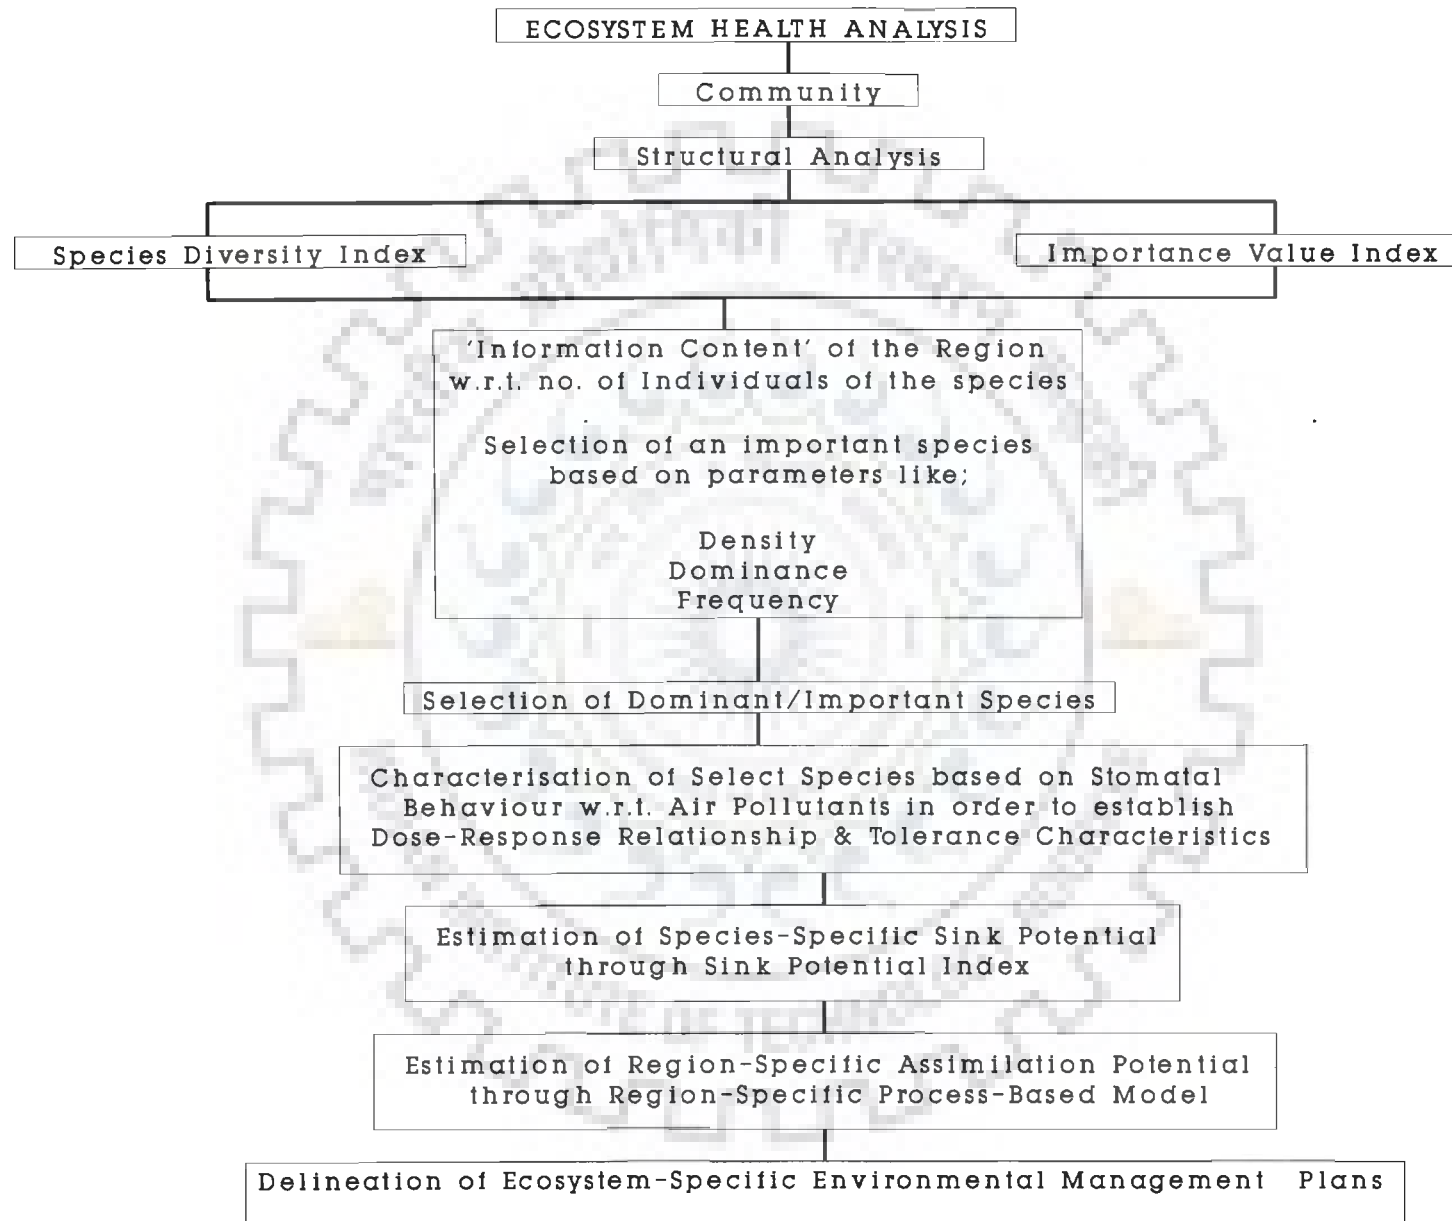 ECOSYSTEM HEALTH ANALYSIS
Community
Structural Analysis
Species Diversity Index
Importance Value Index
'Information Content' of the Region
w.r.t. no. of Individuals of the species
Selection of an important species
based on parameters like;
Density
Dominance
Frequency
Selection of Dominant/Important Species
Characterisation of Select Species based on Stomatal
Behaviour w.r.t. Air Pollutants in order to establish
Dose-Response Relationship & Tolerance Characteristics
Estimation of Species-Specific Sink Potential
through Sink Potential Index
Estimation of Region-Specific Assimilation Potential
through Region-Specific Process-Based Model
Delineation of Ecosystem-Specific Environmental Management Plans